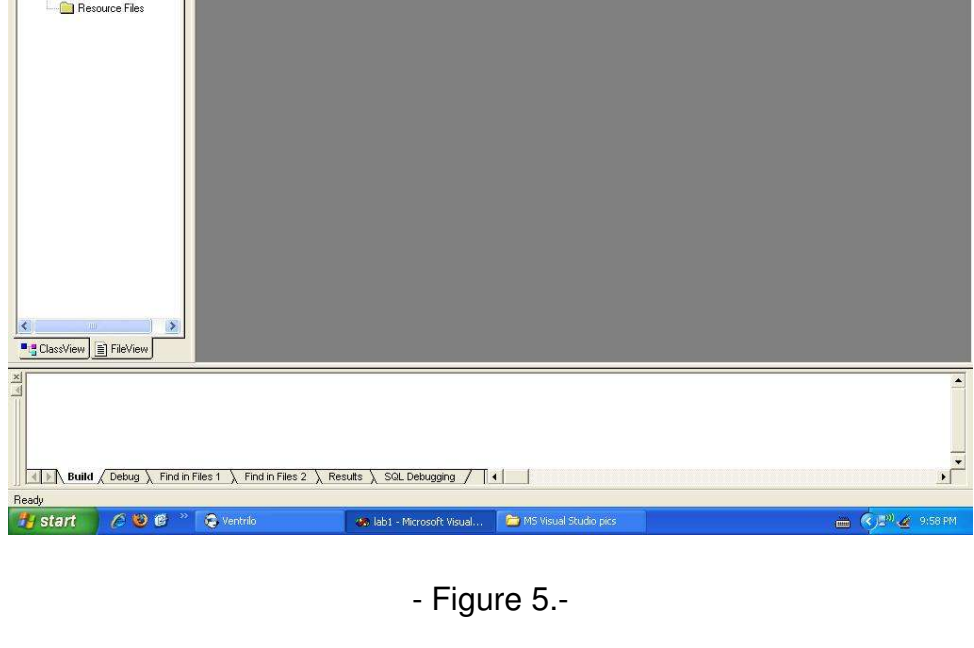 Resource Files
ClassView FileView
Build Debug Find in Files 1 Find in Files 2 Results SQL Debugging
Ready
start Ventrilo lab1 - Microsoft Visual... MS Visual Studio pics 9:58 PM
- Figure 5.-